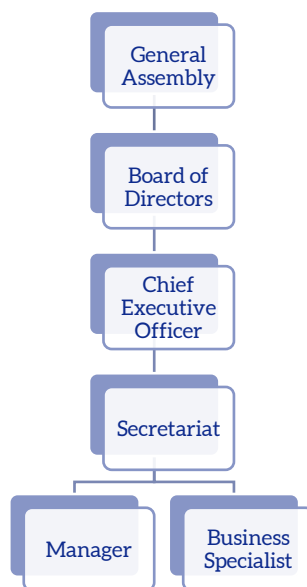 General
Assembly
Board of
Directors
Chief
Executive
Officer
Secretariat
Manager
Business
Specialist